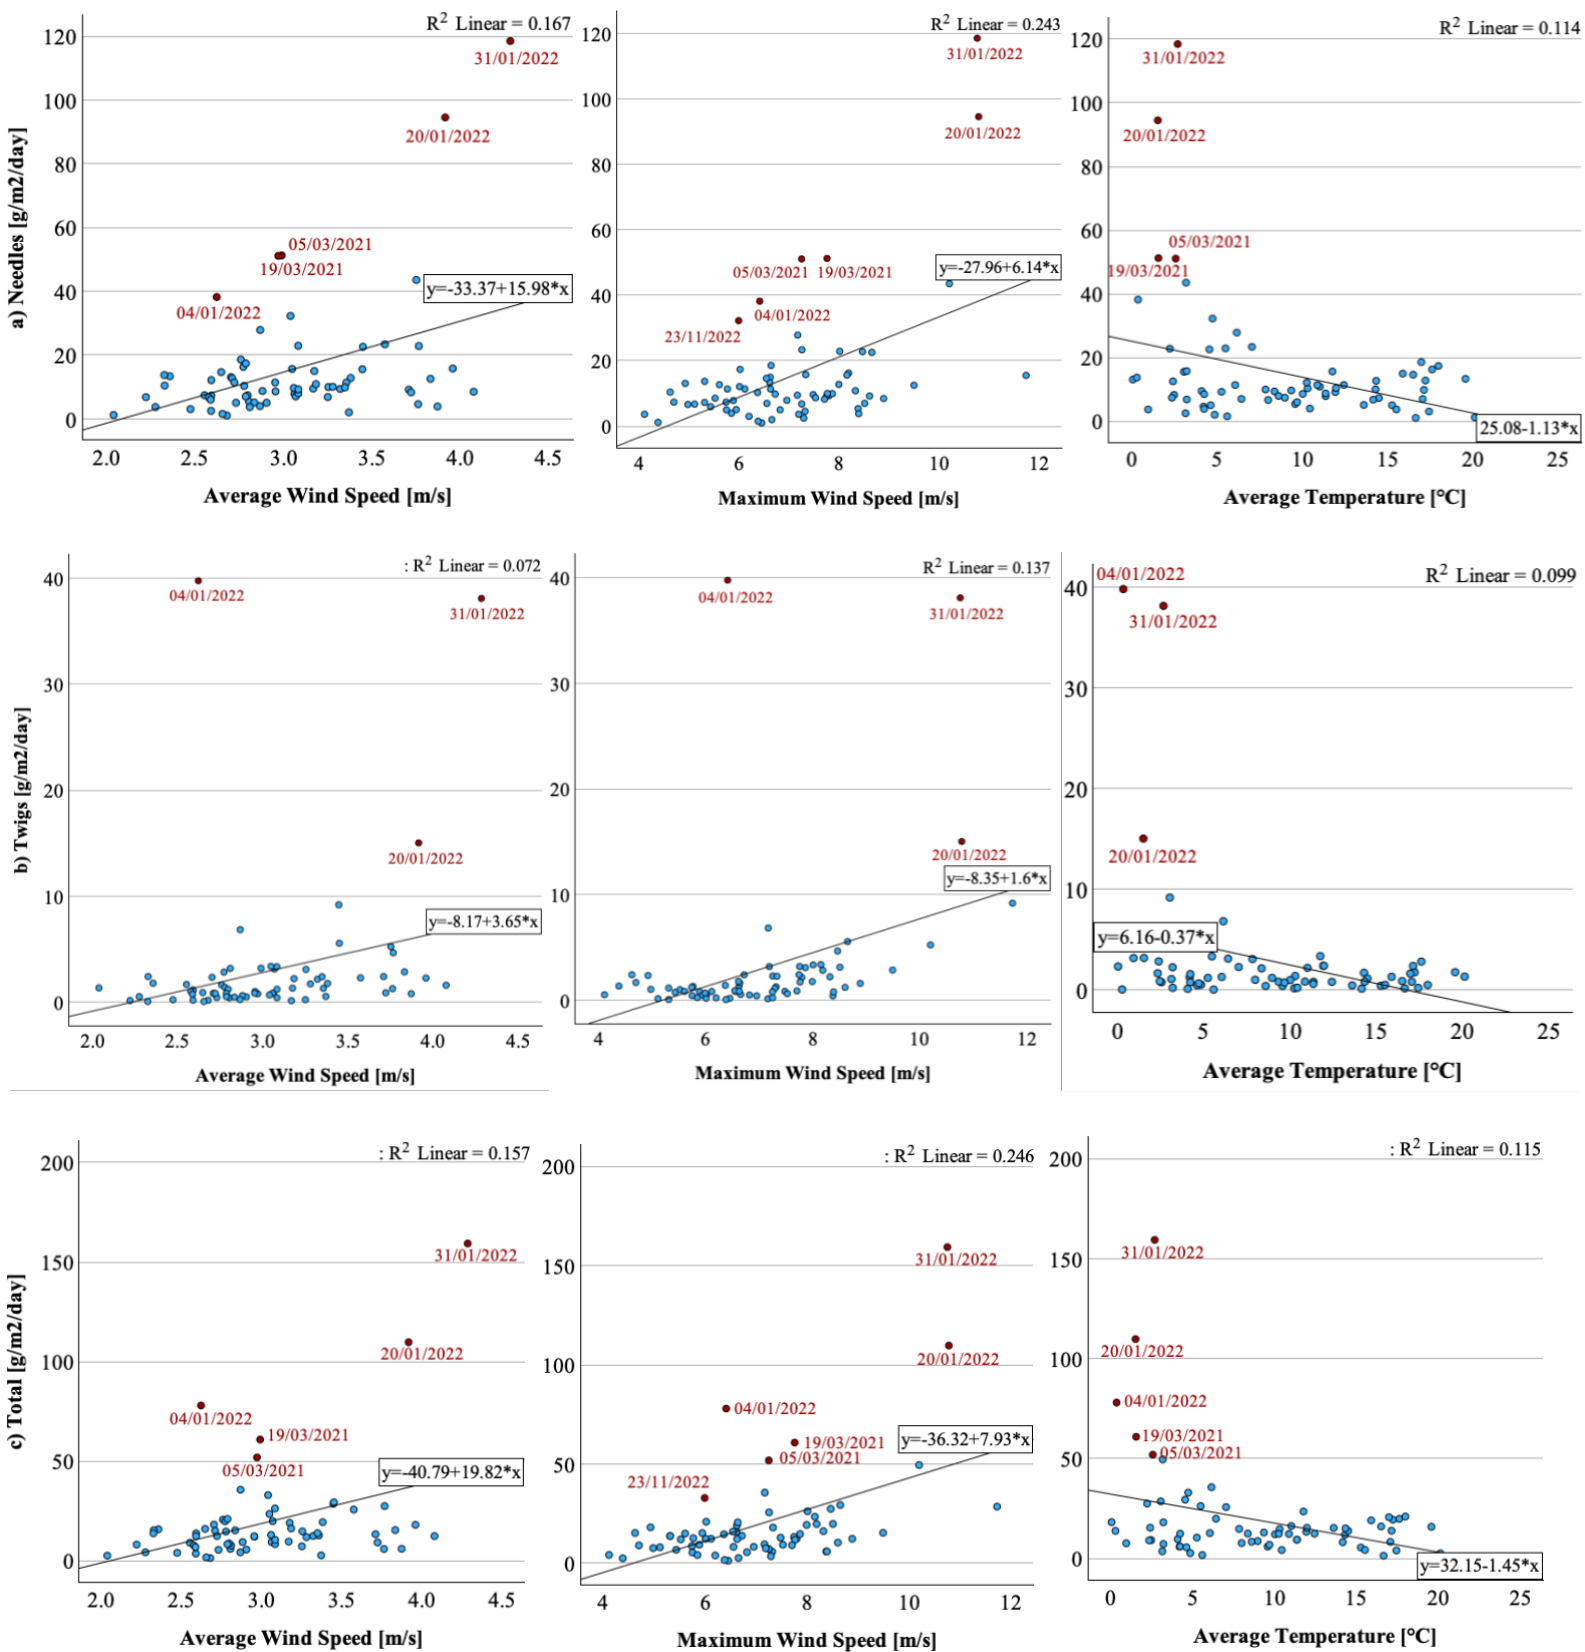 R² Linear = 0.167
120
100
80
60
40
20
0
31/01/2022
20/01/2022
05/03/2021
19/03/2021
04/01/2022
y=-33.37+15.98*x
2.0 2.5 3.0 3.5 4.0 4.5
Average Wind Speed [m/s]
a) Needles [g/m2/day]
R² Linear = 0.243
120
100
80
60
40
20
0
31/01/2022
20/01/2022
05/03/2021 19/03/2021
04/01/2022
23/11/2022
y=-27.96+6.14*x
4 6 8 10 12
Maximum Wind Speed [m/s]
R² Linear = 0.114
120
100
80
60
40
20
0
31/01/2022
20/01/2022
05/03/2021
19/03/2021
25.08-1.13*x
0 5 10 15 20 25
Average Temperature [°C]
: R² Linear = 0.072
40
30
20
10
0
04/01/2022
31/01/2022
20/01/2022
y=-8.17+3.65*x
2.0 2.5 3.0 3.5 4.0 4.5
Average Wind Speed [m/s]
b) Twigs [g/m2/day]
R² Linear = 0.137
40
30
20
10
0
04/01/2022
31/01/2022
20/01/2022
y=-8.35+1.6*x
4 6 8 10 12
Maximum Wind Speed [m/s]
R² Linear = 0.099
40
30
20
10
0
04/01/2022
31/01/2022
20/01/2022
y=6.16-0.37*x
0 5 10 15 20 25
Average Temperature [°C]
: R² Linear = 0.157
200
150
100
50
0
31/01/2022
20/01/2022
04/01/2022
19/03/2021
05/03/2021
y=-40.79+19.82*x
2.0 2.5 3.0 3.5 4.0 4.5
Average Wind Speed [m/s]
c) Total [g/m2/day]
: R² Linear = 0.246
200
150
100
50
0
31/01/2022
20/01/2022
04/01/2022
19/03/2021
05/03/2021
23/11/2022
y=-36.32+7.93*x
4 6 8 10 12
Maximum Wind Speed [m/s]
: R² Linear = 0.115
200
150
100
50
0
31/01/2022
20/01/2022
04/01/2022
19/03/2021
05/03/2021
y=32.15-1.45*x
0 5 10 15 20 25
Average Temperature [°C]